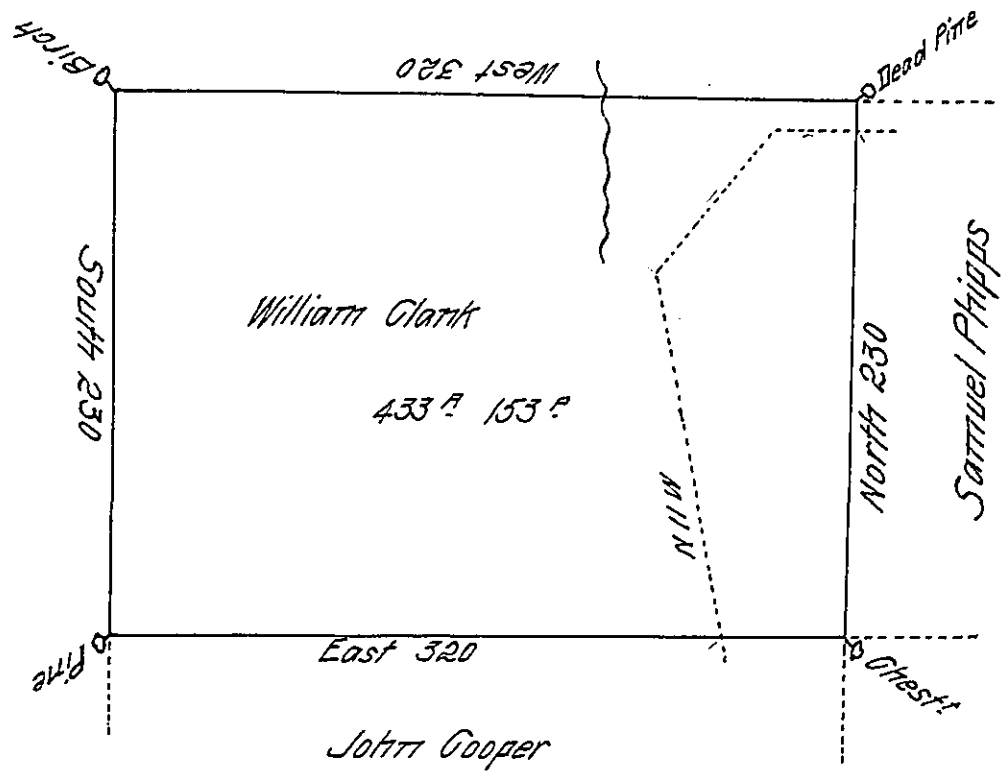 Birch
West 320
Dead Pine
South 230
William Clark
433 A 153 P
N 11 W
North 230
Samuel Phipps
Pine
East 320
Chest.t
John Cooper